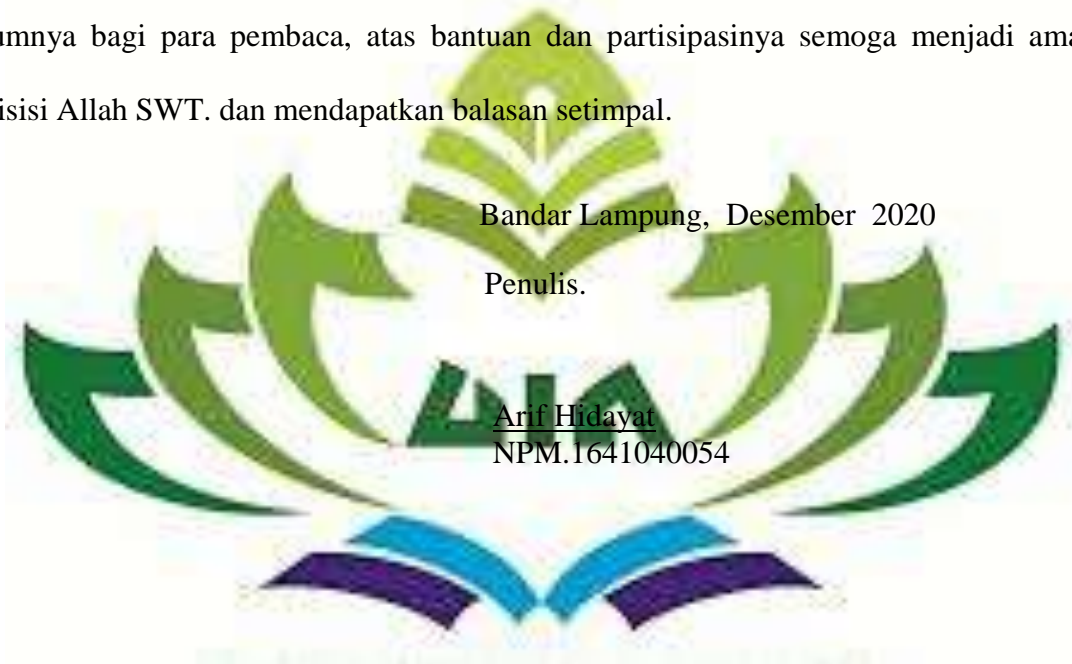 umnya bagi para pembaca, atas bantuan dan partisipasinya semoga menjadi ama
isisi Allah SWT. dan mendapatkan balasan setimpal.
Bandar Lampung, Desember 2020
Penulis.
Arif Hidayat
NPM.1641040054